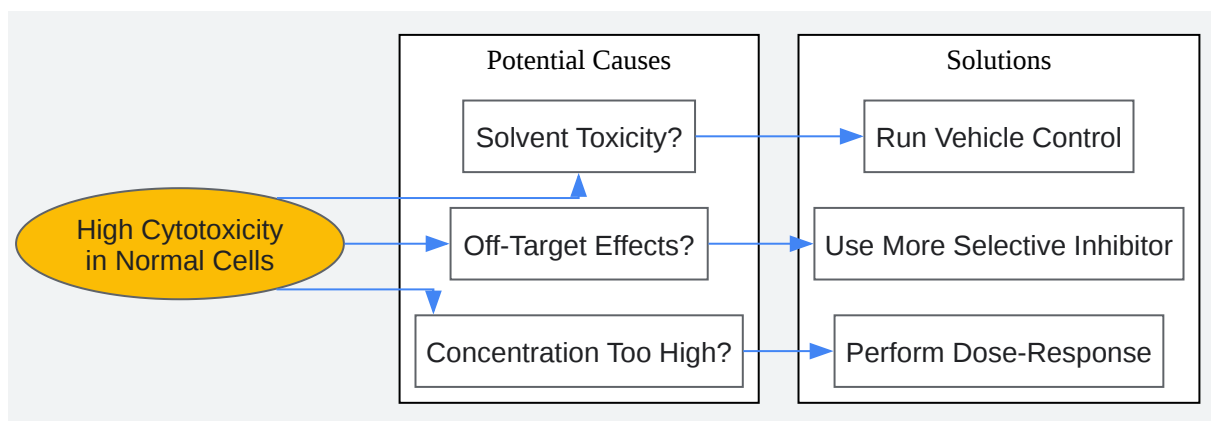 Potential Causes
Solutions
Solvent Toxicity?
Run Vehicle Control
High Cytotoxicity
in Normal Cells
Off-Target Effects?
Use More Selective Inhibitor
Concentration Too High?
Perform Dose-Response